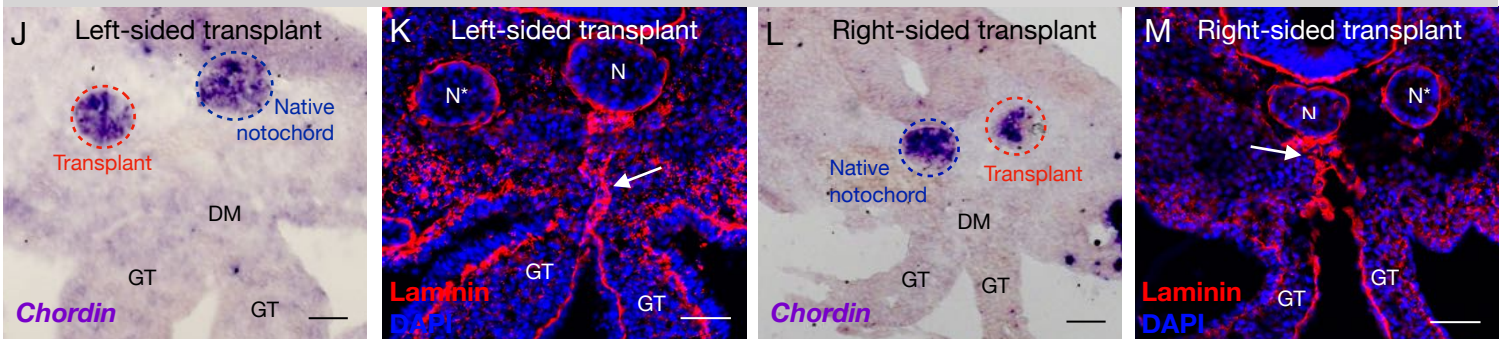 J Left-sided transplant
Native
notochord
Transplant
DM
GT
GT
Chordin
K Left-sided transplant
N
N*
GT
GT
Laminin
DAPI
L Right-sided transplant
Native
notochord
Transplant
DM
GT
GT
Chordin
M Right-sided transplant
N*
N
GT
GT
Laminin
DAPI